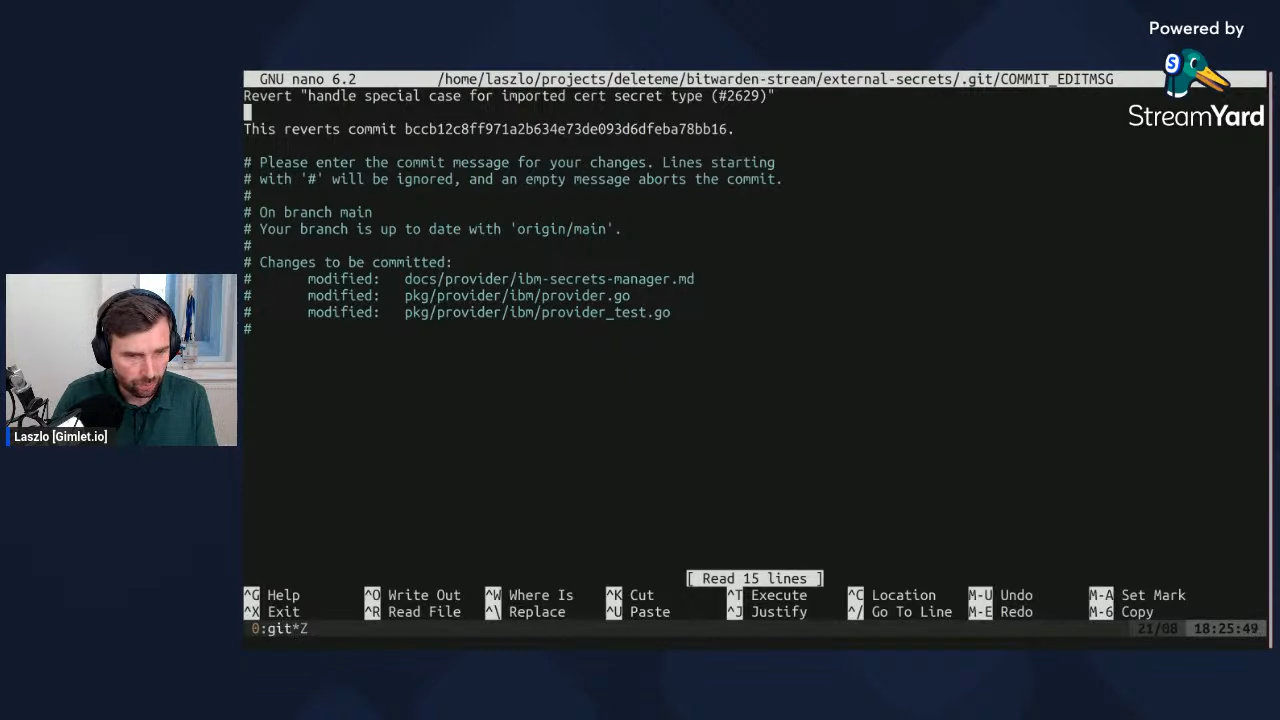 Powered by
S
StreamYard
GNU nano 6.2 /home/laszlo/projects/deleteme/bitwarden-stream/external-secrets/.git/COMMIT_EDITMSG
Revert "handle special case for imported cert secret type (#2629)"
This reverts commit bccb12c8ff971a2b634e73de093d6dfeba78bb16.
# Please enter the commit message for your changes. Lines starting
# with '#' will be ignored, and an empty message aborts the commit.
#
# On branch main
# Your branch is up to date with 'origin/main'.
#
# Changes to be committed:
# modified: docs/provider/ibm-secrets-manager.md
# modified: pkg/provider/ibm/provider.go
# modified: pkg/provider/ibm/provider_test.go
#
Laszlo [Gimlet.io]
[ Read 15 lines ]
^G Help ^O Write Out ^W Where Is ^K Cut ^T Execute ^C Location M-U Undo M-A Set Mark
^X Exit ^R Read File ^\ Replace ^U Paste ^J Justify ^/ Go To Line M-E Redo M-6 Copy
0:git*Z 21/08 18:25:49